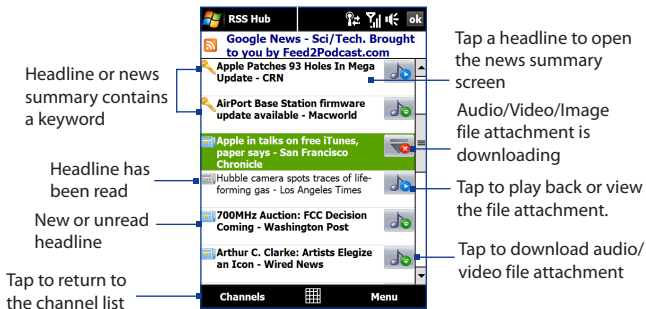 RSS Hub
ok
Google News - Sci/Tech. Brought
to you by Feed2Podcast.com
Apple Patches 93 Holes In Mega
Update - CRN
AirPort Base Station firmware
update available - Macworld
Apple in talks on free iTunes,
paper says - San Francisco
Chronicle
Hubble camera spots traces of life-
forming gas - Los Angeles Times
700MHz Auction: FCC Decision
Coming - Washington Post
Arthur C. Clarke: Artists Elegize
an Icon - Wired News
Channels
Menu
Headline or news
summary contains
a keyword
Headline has
been read
New or unread
headline
Tap to return to
the channel list
Tap a headline to open
the news summary
screen
Audio/Video/Image
file attachment is
downloading
Tap to play back or view
the file attachment.
Tap to download audio/
video file attachment